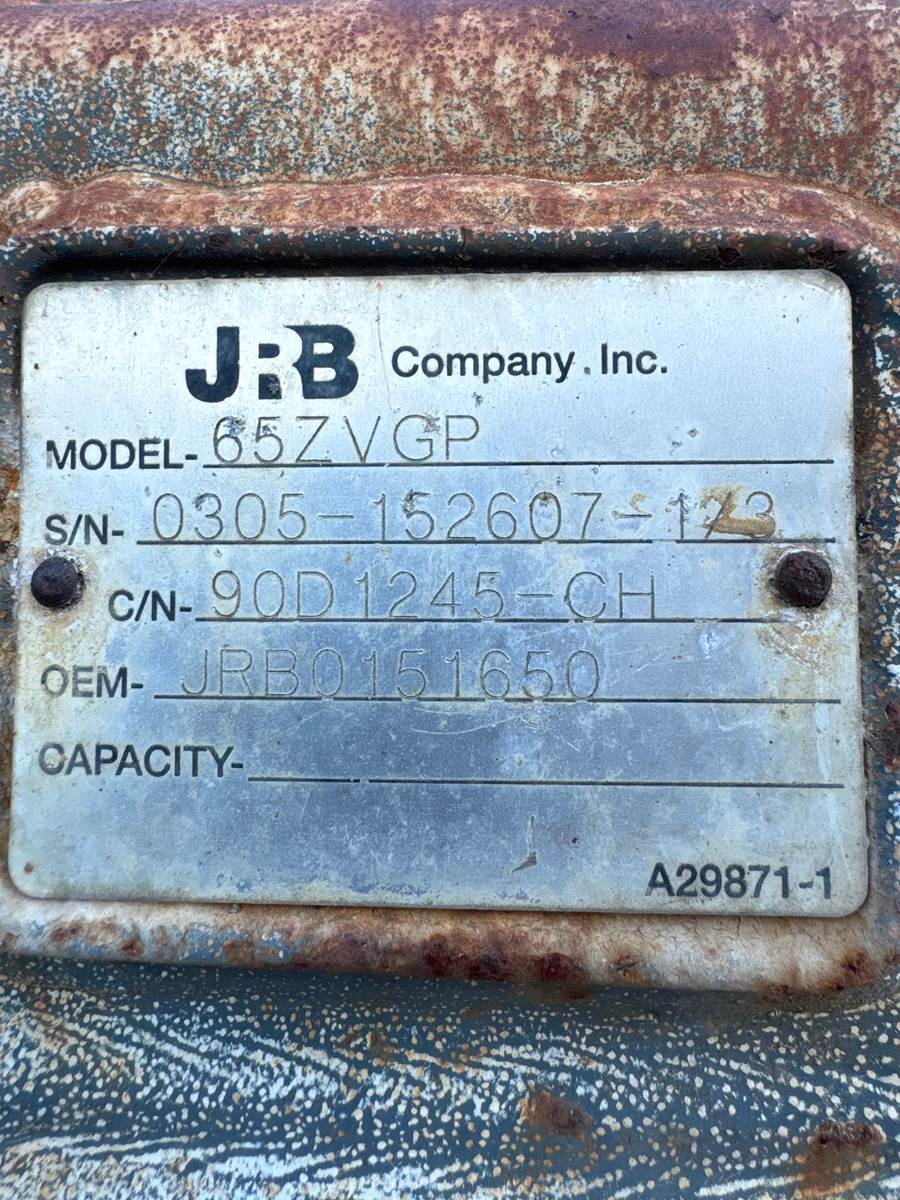 JRB Company, Inc.
MODEL- 65ZVGP
S/N- 0305-152607-
C/N- 90D1245-CH
OEM- JRB0151650
CAPACITY-
A29871-1